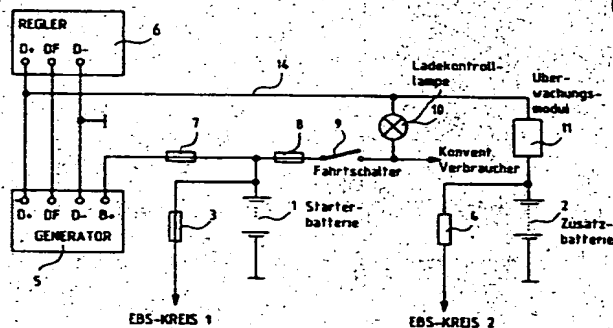 REGLER
6
D+ DF D-
14
Ladekontroll-
lampe
10
Über-
wachungs-
modul
11
7
8
9
Fahrtschalter
Konvent.
Verbraucher
D+ DF D- B+
GENERATOR
5
3
1
Starter-
batterie
4
2
Zusatz-
batterie
EBS-KREIS 1
EBS-KREIS 2